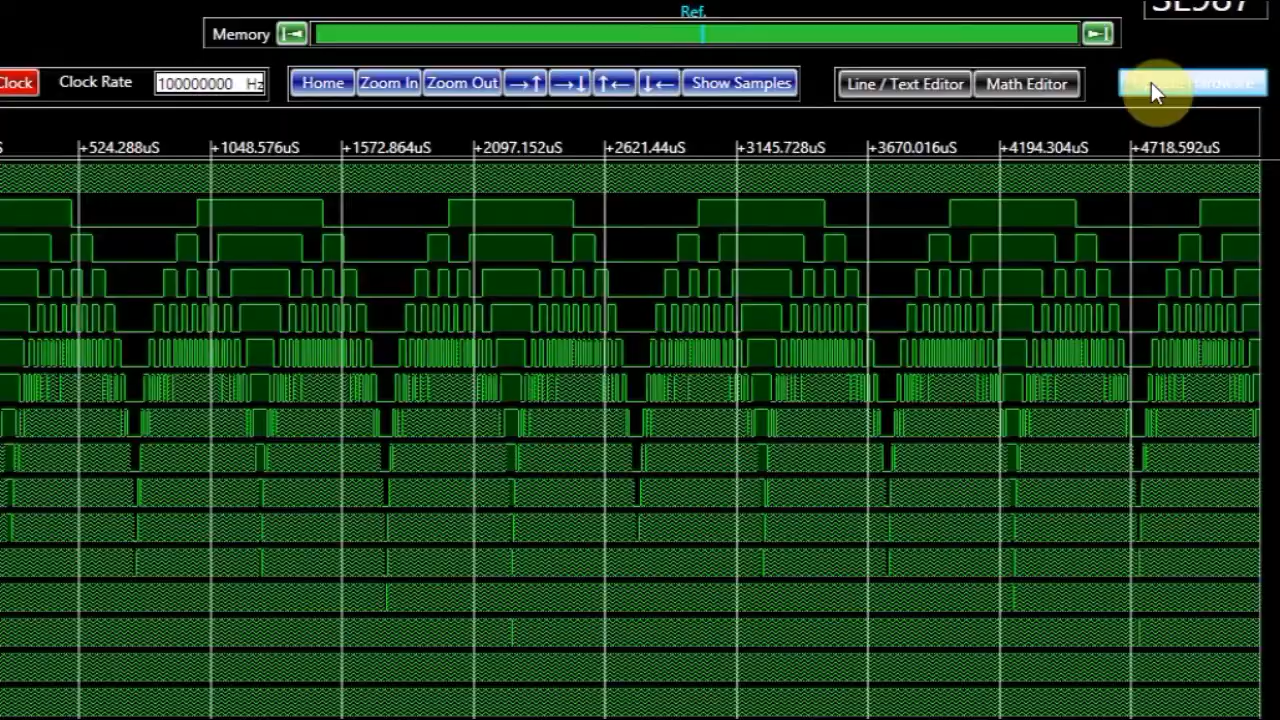 Ref.
Memory
Clock Clock Rate 100000000 Hz Home Zoom In Zoom Out →↑ →↓ ↑← ↓← Show Samples Line / Text Editor Math Editor
+524.288uS +1048.576uS +1572.864uS +2097.152uS +2621.44uS +3145.728uS +3670.016uS +4194.304uS +4718.592uS